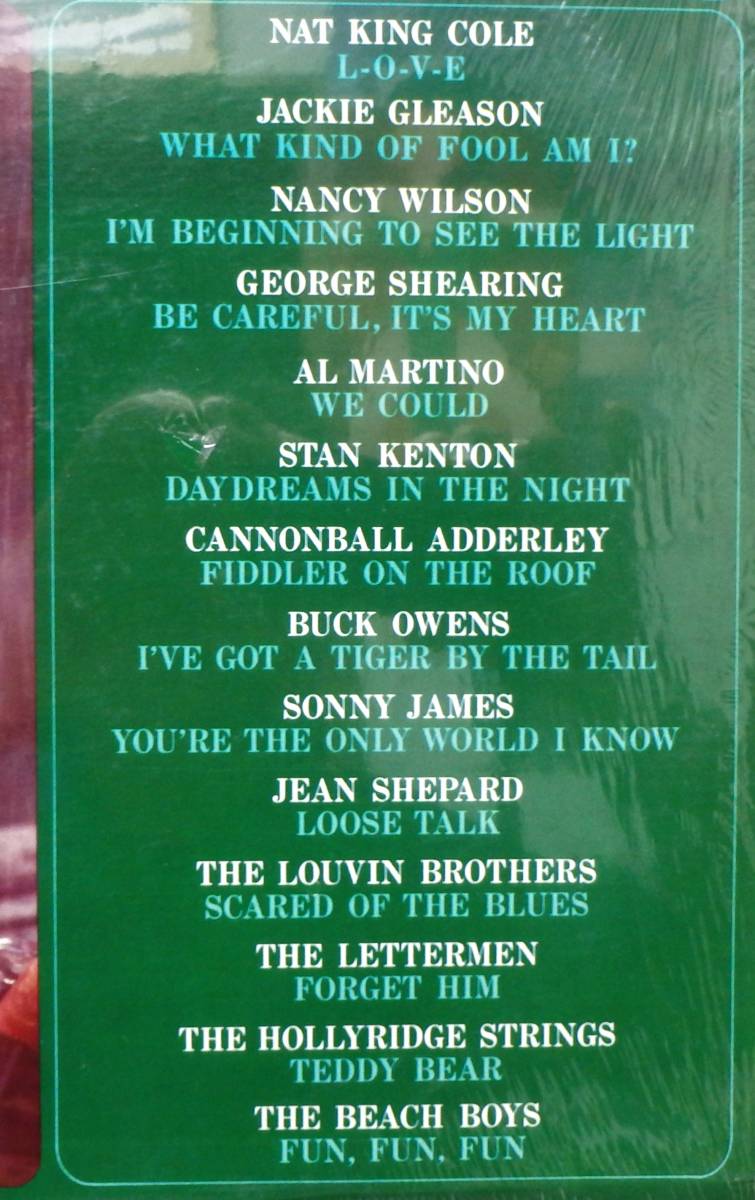 NAT KING COLE
L-O-V-E
JACKIE GLEASON
WHAT KIND OF FOOL AM I?
NANCY WILSON
I'M BEGINNING TO SEE THE LIGHT
GEORGE SHEARING
BE CAREFUL, IT'S MY HEART
AL MARTINO
WE COULD
STAN KENTON
DAYDREAMS IN THE NIGHT
CANNONBALL ADDERLEY
FIDDLER ON THE ROOF
BUCK OWENS
I'VE GOT A TIGER BY THE TAIL
SONNY JAMES
YOU'RE THE ONLY WORLD I KNOW
JEAN SHEPARD
LOOSE TALK
THE LOUVIN BROTHERS
SCARED OF THE BLUES
THE LETTERMEN
FORGET HIM
THE HOLLYRIDGE STRINGS
TEDDY BEAR
THE BEACH BOYS
FUN, FUN, FUN